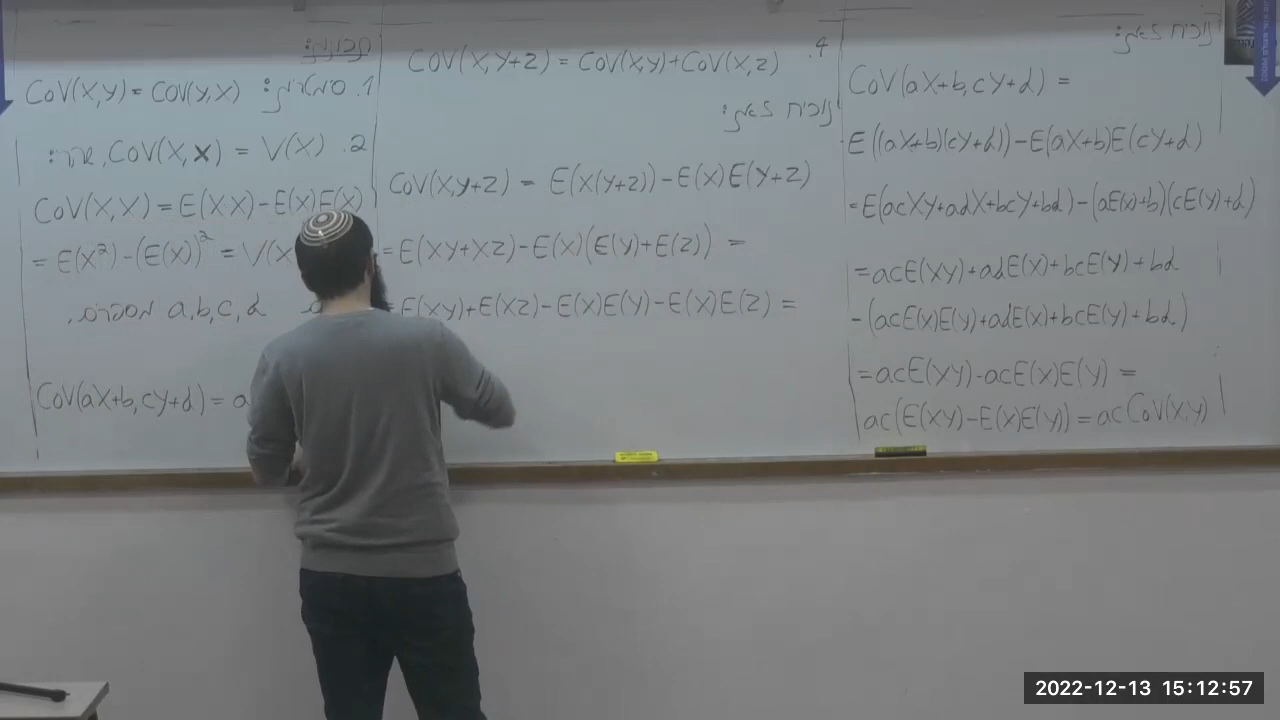 תכונות:
1. סימטריות: COV(X,Y) = COV(Y,X)
2. COV(X,X) = V(X), שהרי:
COV(X,X) = E(X·X) - E(X)E(X)
= E(X²) - (E(X))² = V(X
a, b, c, d מספרים,
COV(aX+b, cY+d) = a
4. COV(X,Y+Z) = COV(X,Y) + COV(X,Z)
נוכיח זאת:
COV(X,Y+Z) = E(X(Y+Z)) - E(X)E(Y+Z)
= E(XY+XZ) - E(X)(E(Y)+E(Z)) =
= E(XY) + E(XZ) - E(X)E(Y) - E(X)E(Z) =
נוכיח זאת:
COV(aX+b, cY+d) =
E((aX+b)(cY+d)) - E(aX+b)E(cY+d)
= E(acXY+adX+bcY+bd) - (aE(X)+b)(cE(Y)+d)
= acE(XY) + adE(X) + bcE(Y) + bd
- (acE(X)E(Y) + adE(X) + bcE(Y) + bd)
= acE(XY) - acE(X)E(Y) =
ac(E(XY) - E(X)E(Y)) = ac COV(X,Y)
2022-12-13 15:12:57